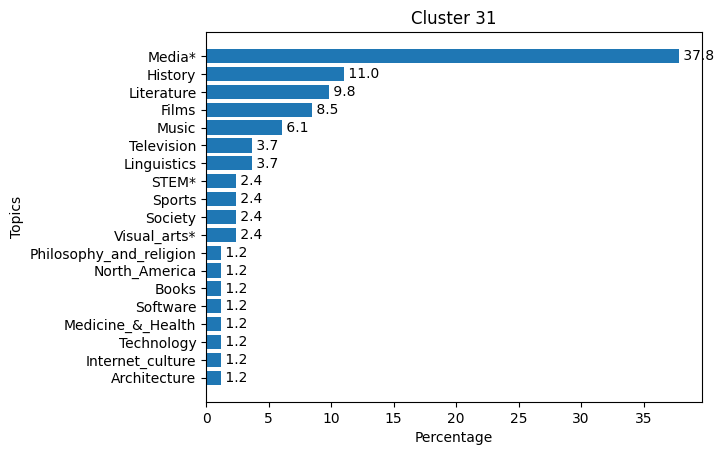 Cluster 31
Topics
Media* 37.8
History 11.0
Literature 9.8
Films 8.5
Music 6.1
Television 3.7
Linguistics 3.7
STEM* 2.4
Sports 2.4
Society 2.4
Visual_arts* 2.4
Philosophy_and_religion 1.2
North_America 1.2
Books 1.2
Software 1.2
Medicine_&_Health 1.2
Technology 1.2
Internet_culture 1.2
Architecture 1.2
0 5 10 15 20 25 30 35
Percentage